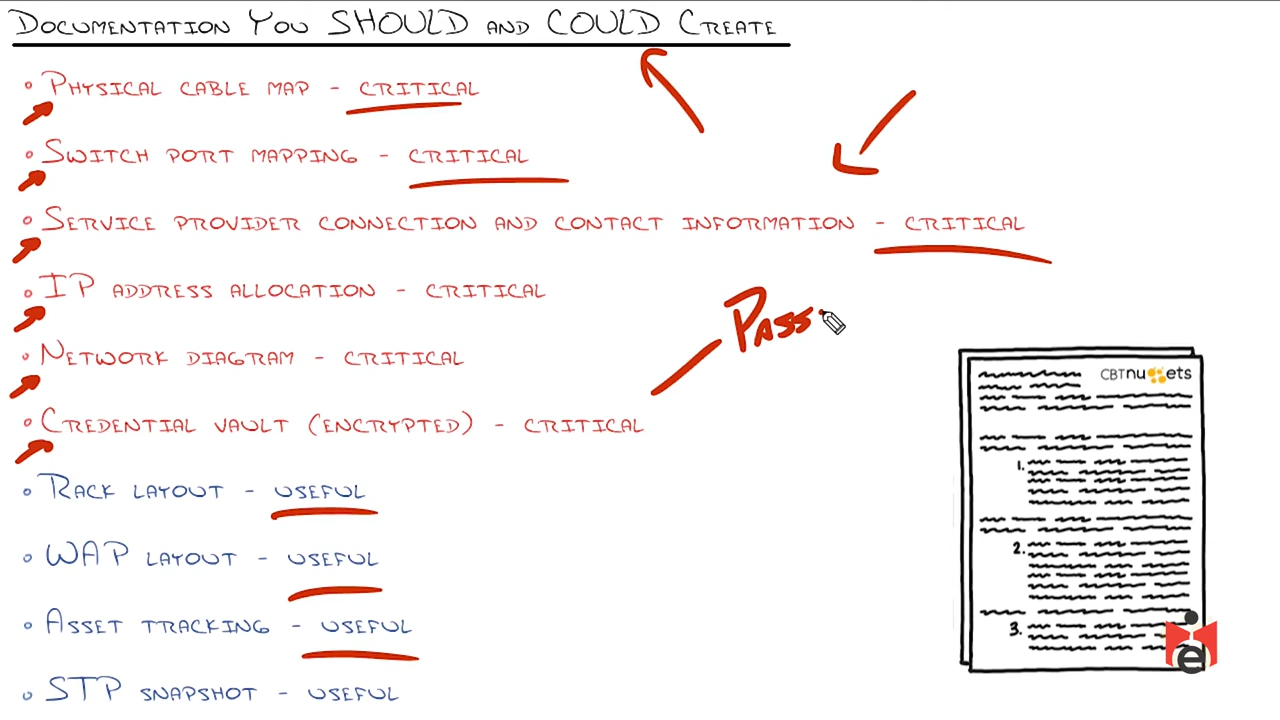 Documentation You SHOULD and COULD Create
Physical cable map - critical
Switch port mapping - critical
Service provider connection and contact information - critical
IP address allocation - critical
Pass
Network diagram - critical
Credential vault (encrypted) - critical
Rack layout - useful
WAP layout - useful
Asset tracking - useful
STP snapshot - useful
CBTnuggets
1.
2.
3.
e